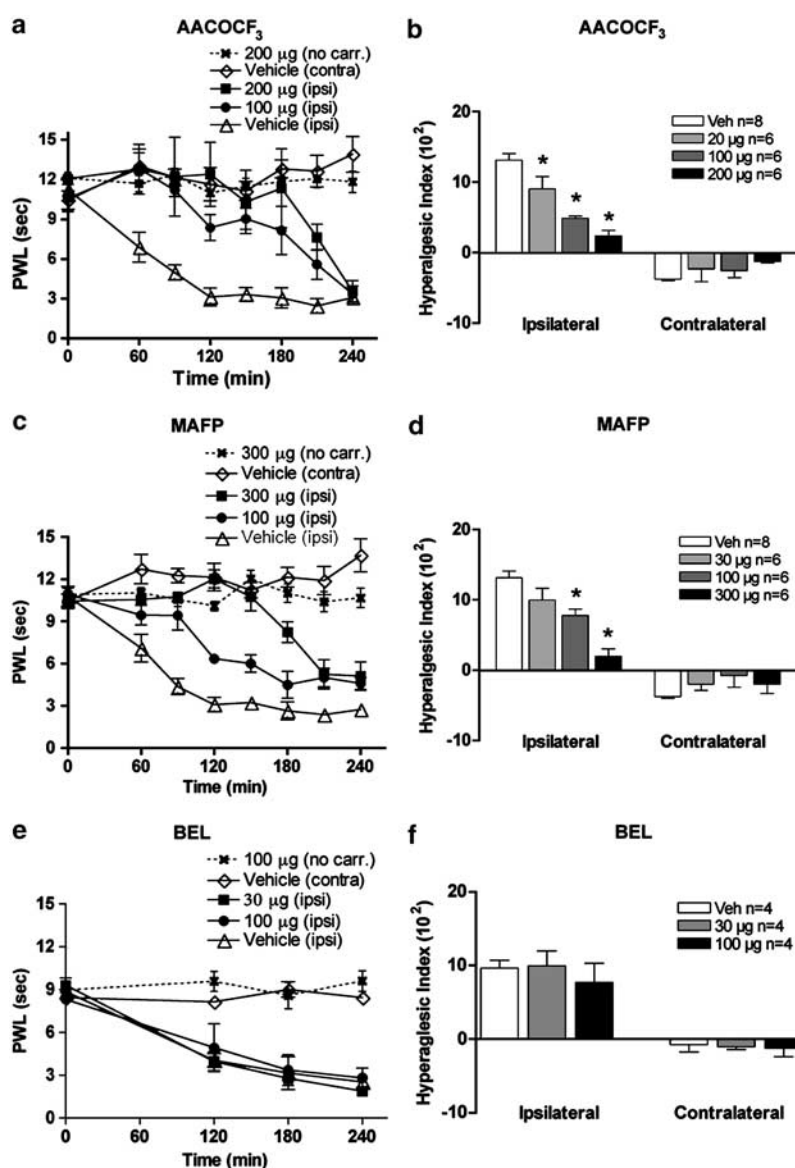 a
AACOCF3
200 µg (no carr.)
Vehicle (contra)
200 µg (ipsi)
100 µg (ipsi)
Vehicle (ipsi)
15
12
9
6
3
0
PWL (sec)
0 60 120 180 240
Time (min)
b
AACOCF3
20
10
0
-10
Hyperalgesic Index (10²)
Veh n=8
20 µg n=6
100 µg n=6
200 µg n=6
* * *
Ipsilateral Contralateral
c
MAFP
300 µg (no carr.)
Vehicle (contra)
300 µg (ipsi)
100 µg (ipsi)
Vehicle (ipsi)
15
12
9
6
3
0
PWL (sec)
0 60 120 180 240
Time (min)
d
MAFP
20
10
0
-10
Hyperalgesic Index (10²)
Veh n=8
30 µg n=6
100 µg n=6
300 µg n=6
* *
Ipsilateral Contralateral
e
BEL
100 µg (no carr.)
Vehicle (contra)
30 µg (ipsi)
100 µg (ipsi)
Vehicle (ipsi)
15
12
9
6
3
0
PWL (sec)
0 60 120 180 240
Time (min)
f
BEL
20
10
0
-10
Hyperaglesic Index (10²)
Veh n=4
30 µg n=4
100 µg n=4
Ipsilateral Contralateral